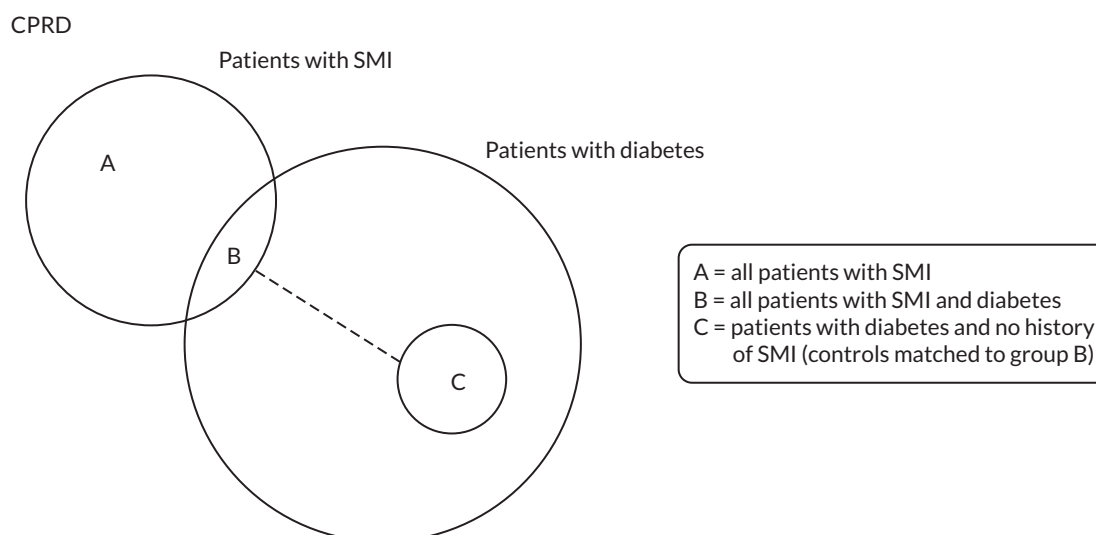 CPRD
Patients with SMI
Patients with diabetes
A
B
C
A = all patients with SMI
B = all patients with SMI and diabetes
C = patients with diabetes and no history
of SMI (controls matched to group B)